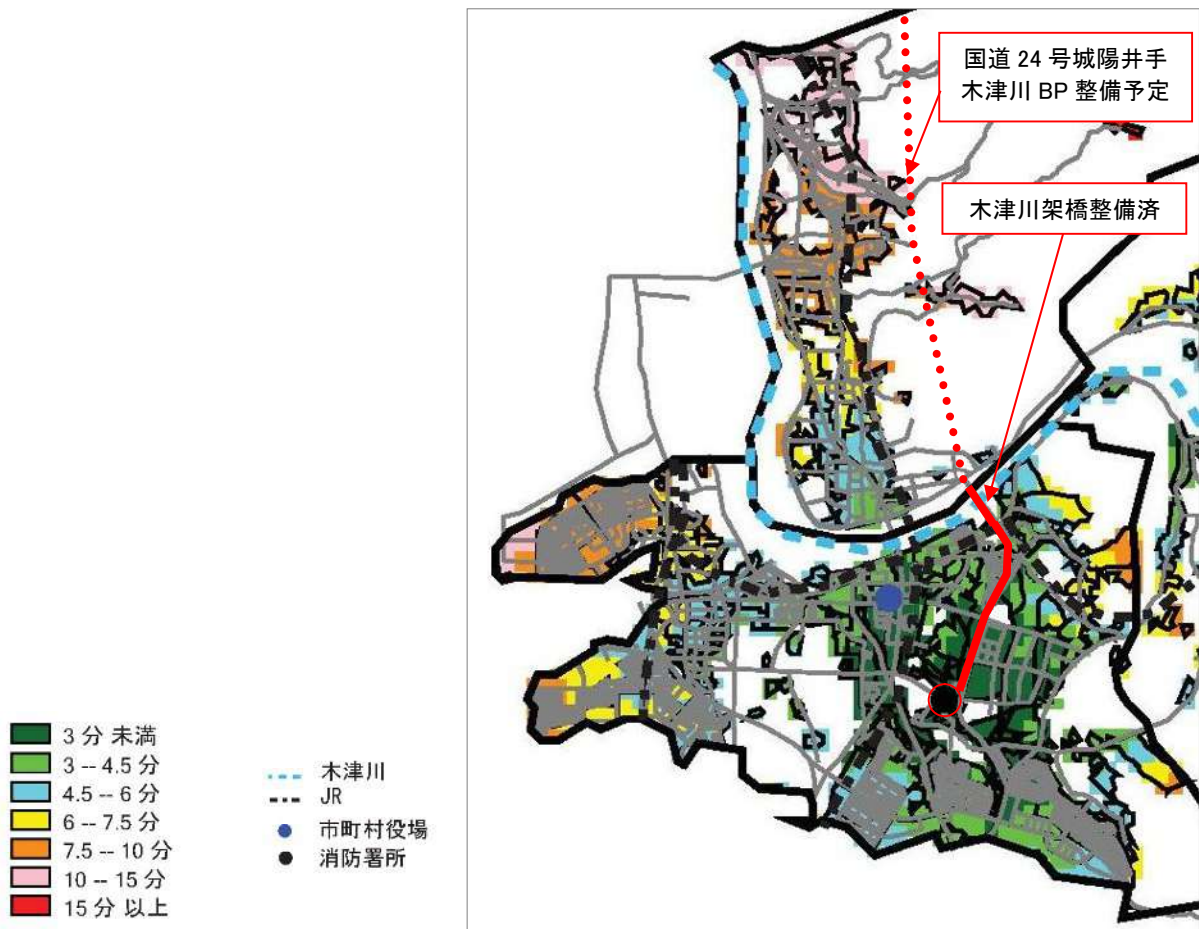 国道 24 号城陽井手
木津川 BP 整備予定
木津川架橋整備済
3 分 未満
3 -- 4.5 分
4.5 -- 6 分
6 -- 7.5 分
7.5 -- 10 分
10 -- 15 分
15 分 以上
木津川
JR
市町村役場
消防署所